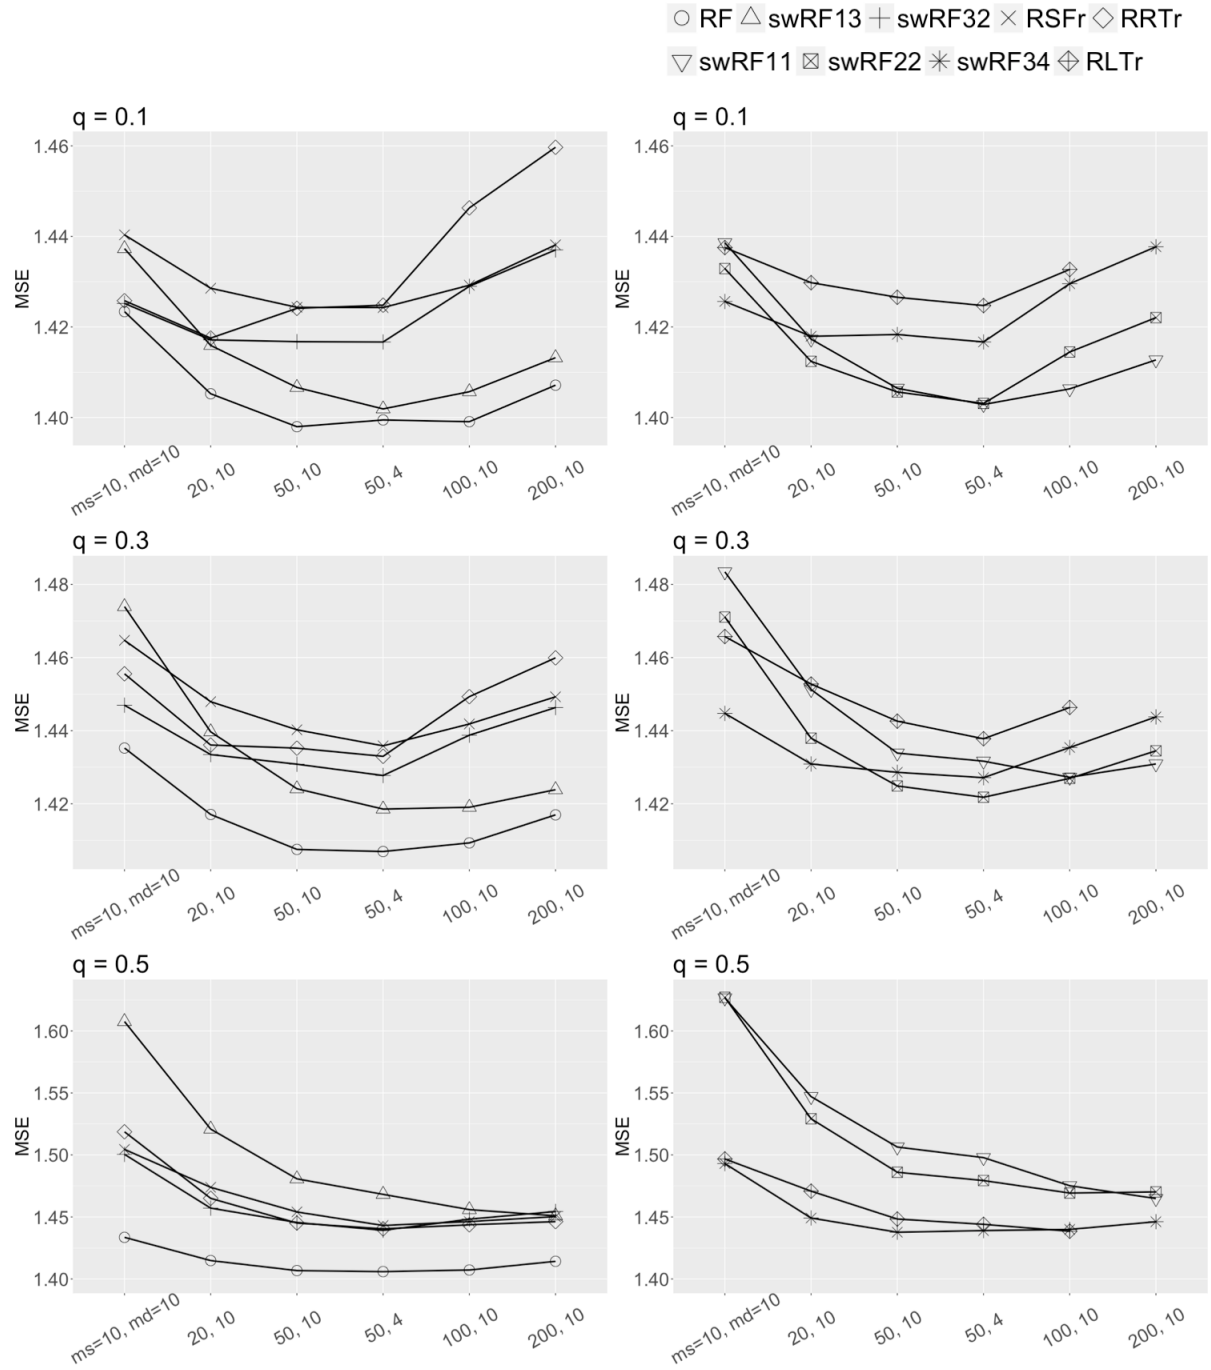 RF swRF13 swRF32 RSFr RRTr
swRF11 swRF22 swRF34 RLTr
q = 0.1
1.46
1.44
1.42
1.40
MSE
ms=10, md=10
20, 10
50, 10
50, 4
100, 10
200, 10
q = 0.1
1.46
1.44
1.42
1.40
MSE
ms=10, md=10
20, 10
50, 10
50, 4
100, 10
200, 10
q = 0.3
1.48
1.46
1.44
1.42
MSE
ms=10, md=10
20, 10
50, 10
50, 4
100, 10
200, 10
q = 0.3
1.48
1.46
1.44
1.42
MSE
ms=10, md=10
20, 10
50, 10
50, 4
100, 10
200, 10
q = 0.5
1.60
1.55
1.50
1.45
1.40
MSE
ms=10, md=10
20, 10
50, 10
50, 4
100, 10
200, 10
q = 0.5
1.60
1.55
1.50
1.45
1.40
MSE
ms=10, md=10
20, 10
50, 10
50, 4
100, 10
200, 10